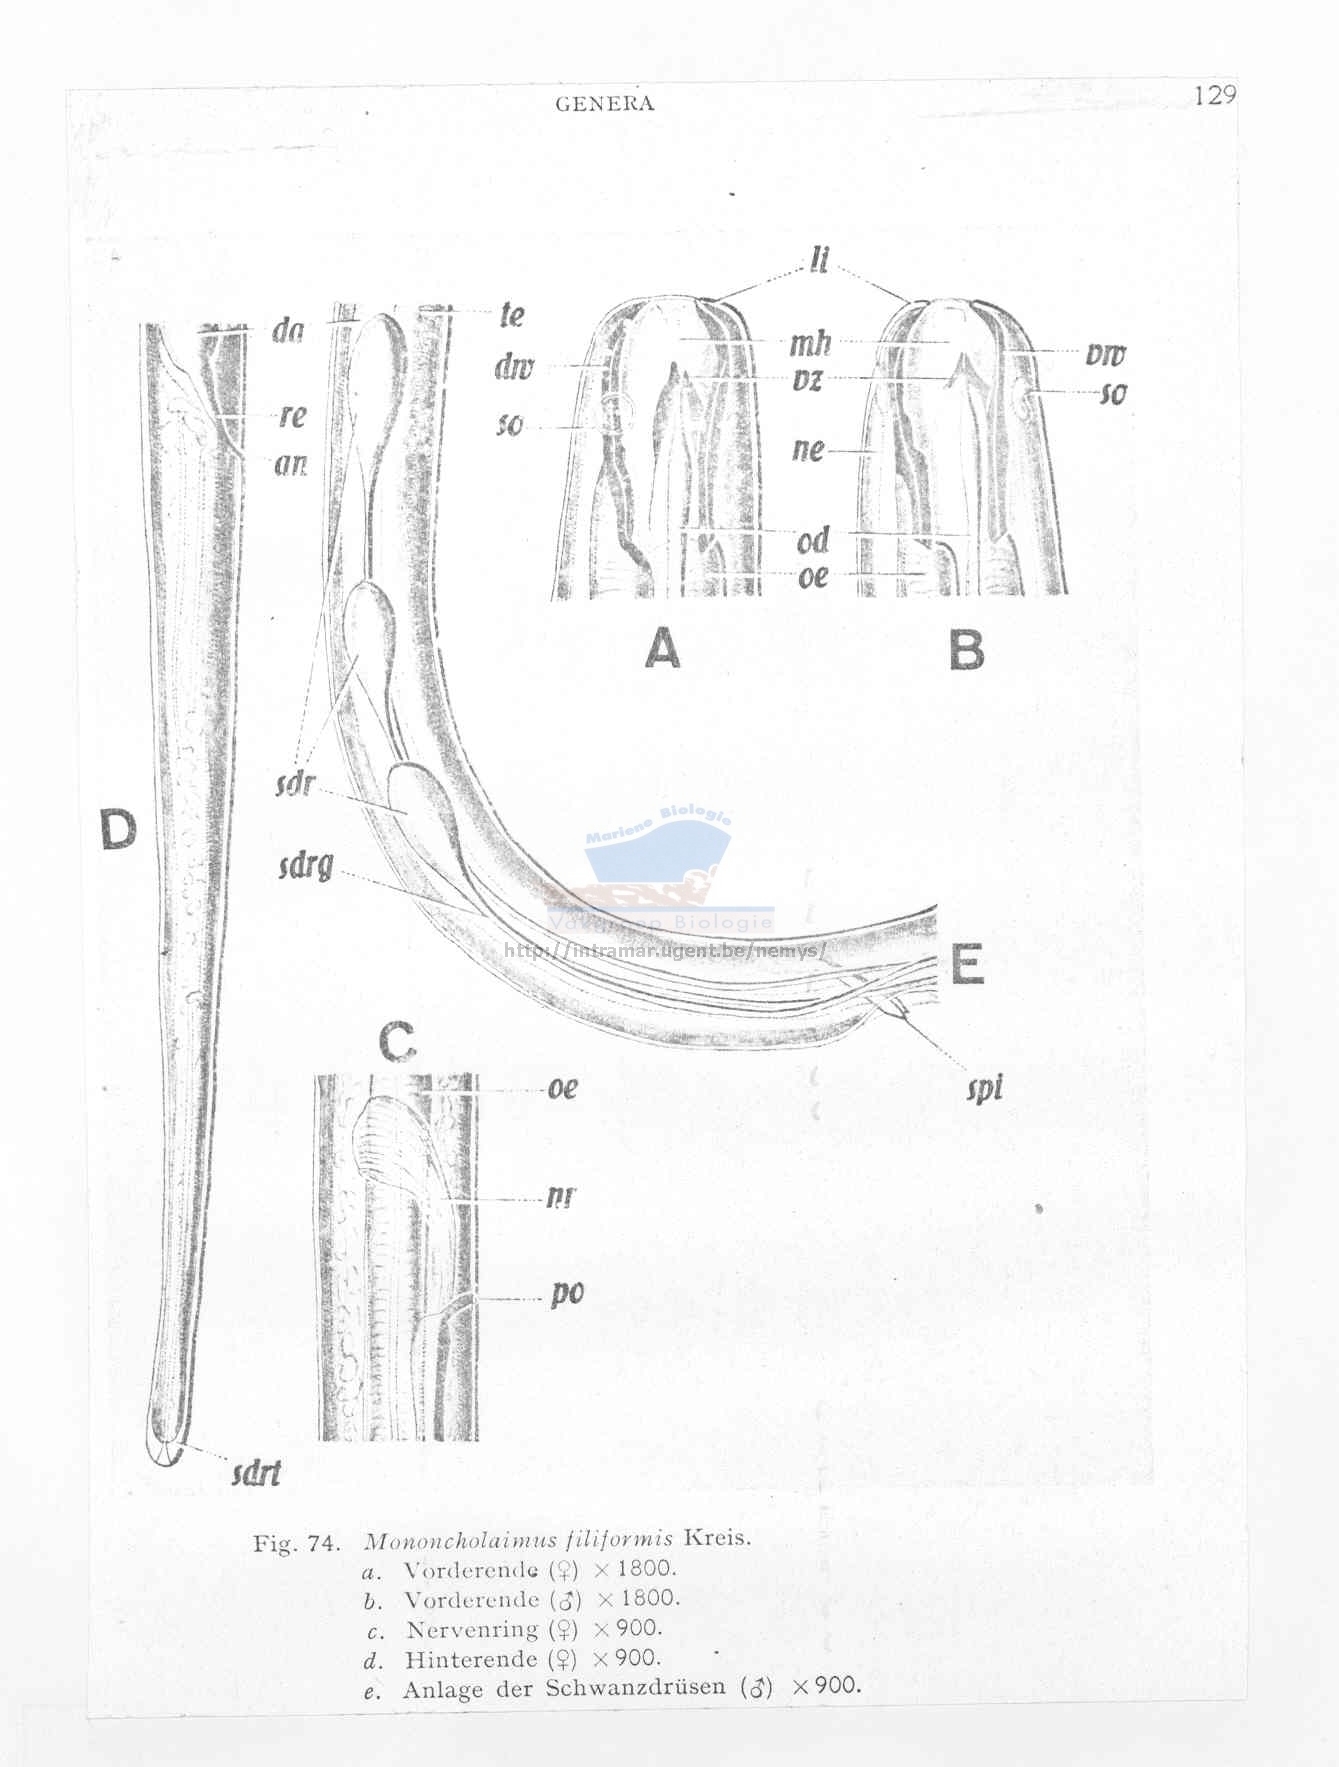 GENERA
129
li
da
te
mh
dw
vw
vz
so
so
re
ne
an
od
oe
A
B
sdr
D
sdrg
Mariene Biologie
Vakgroep Biologie
http://intramar.ugent.be/nemys/
E
C
oe
spi
nr
po
sdrt
Fig. 74. Mononcholaimus filiformis Kreis.
a. Vorderende (♀) × 1800.
b. Vorderende (♂) × 1800.
c. Nervenring (♀) × 900.
d. Hinterende (♀) × 900.
e. Anlage der Schwanzdrüsen (♂) × 900.